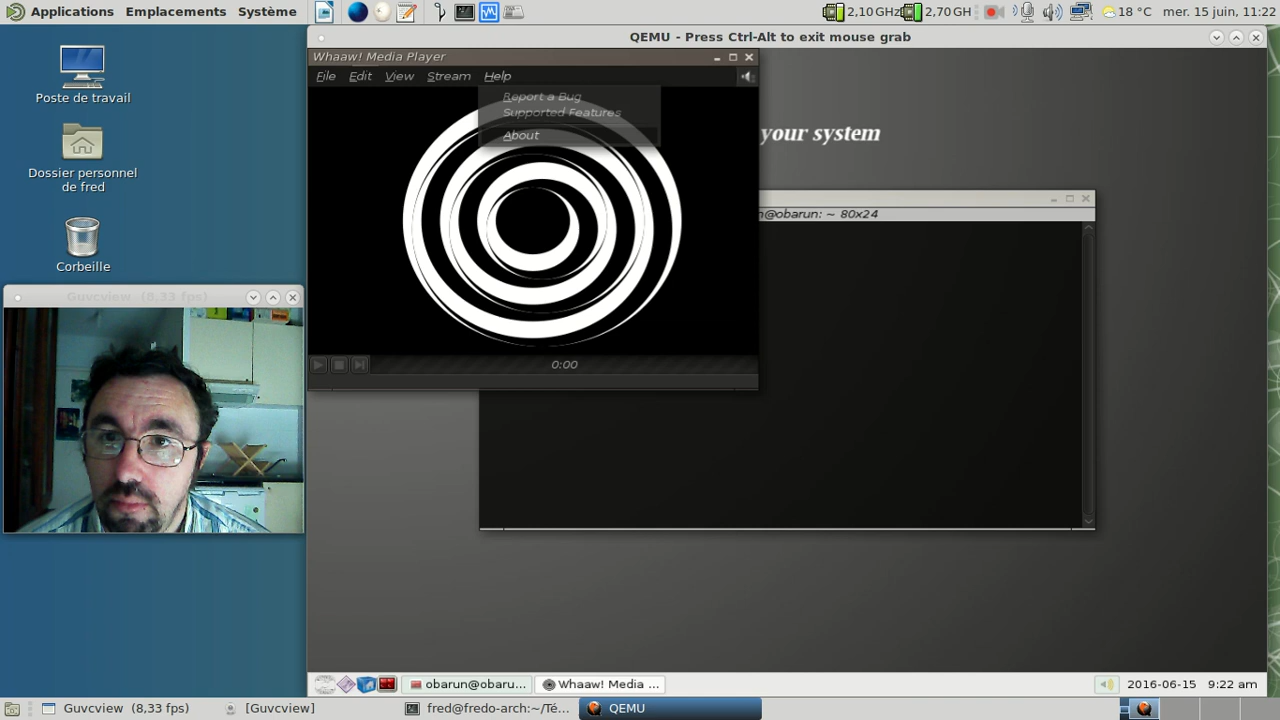 Applications Emplacements Système 2,10 GHz 2,70 GH 18 °C mer. 15 juin, 11:22
QEMU - Press Ctrl-Alt to exit mouse grab
Whaaw! Media Player
File Edit View Stream Help
Report a Bug
Supported Features
About
your system
Poste de travail
Dossier personnel
de fred
Corbeille
@obarun: ~ 80x24
Guvcview (8,33 fps)
0:00
obarun@obaru... Whaaw! Media ... 2016-06-15 9:22 am
Guvcview (8,33 fps) [Guvcview] fred@fredo-arch:~/Té... QEMU